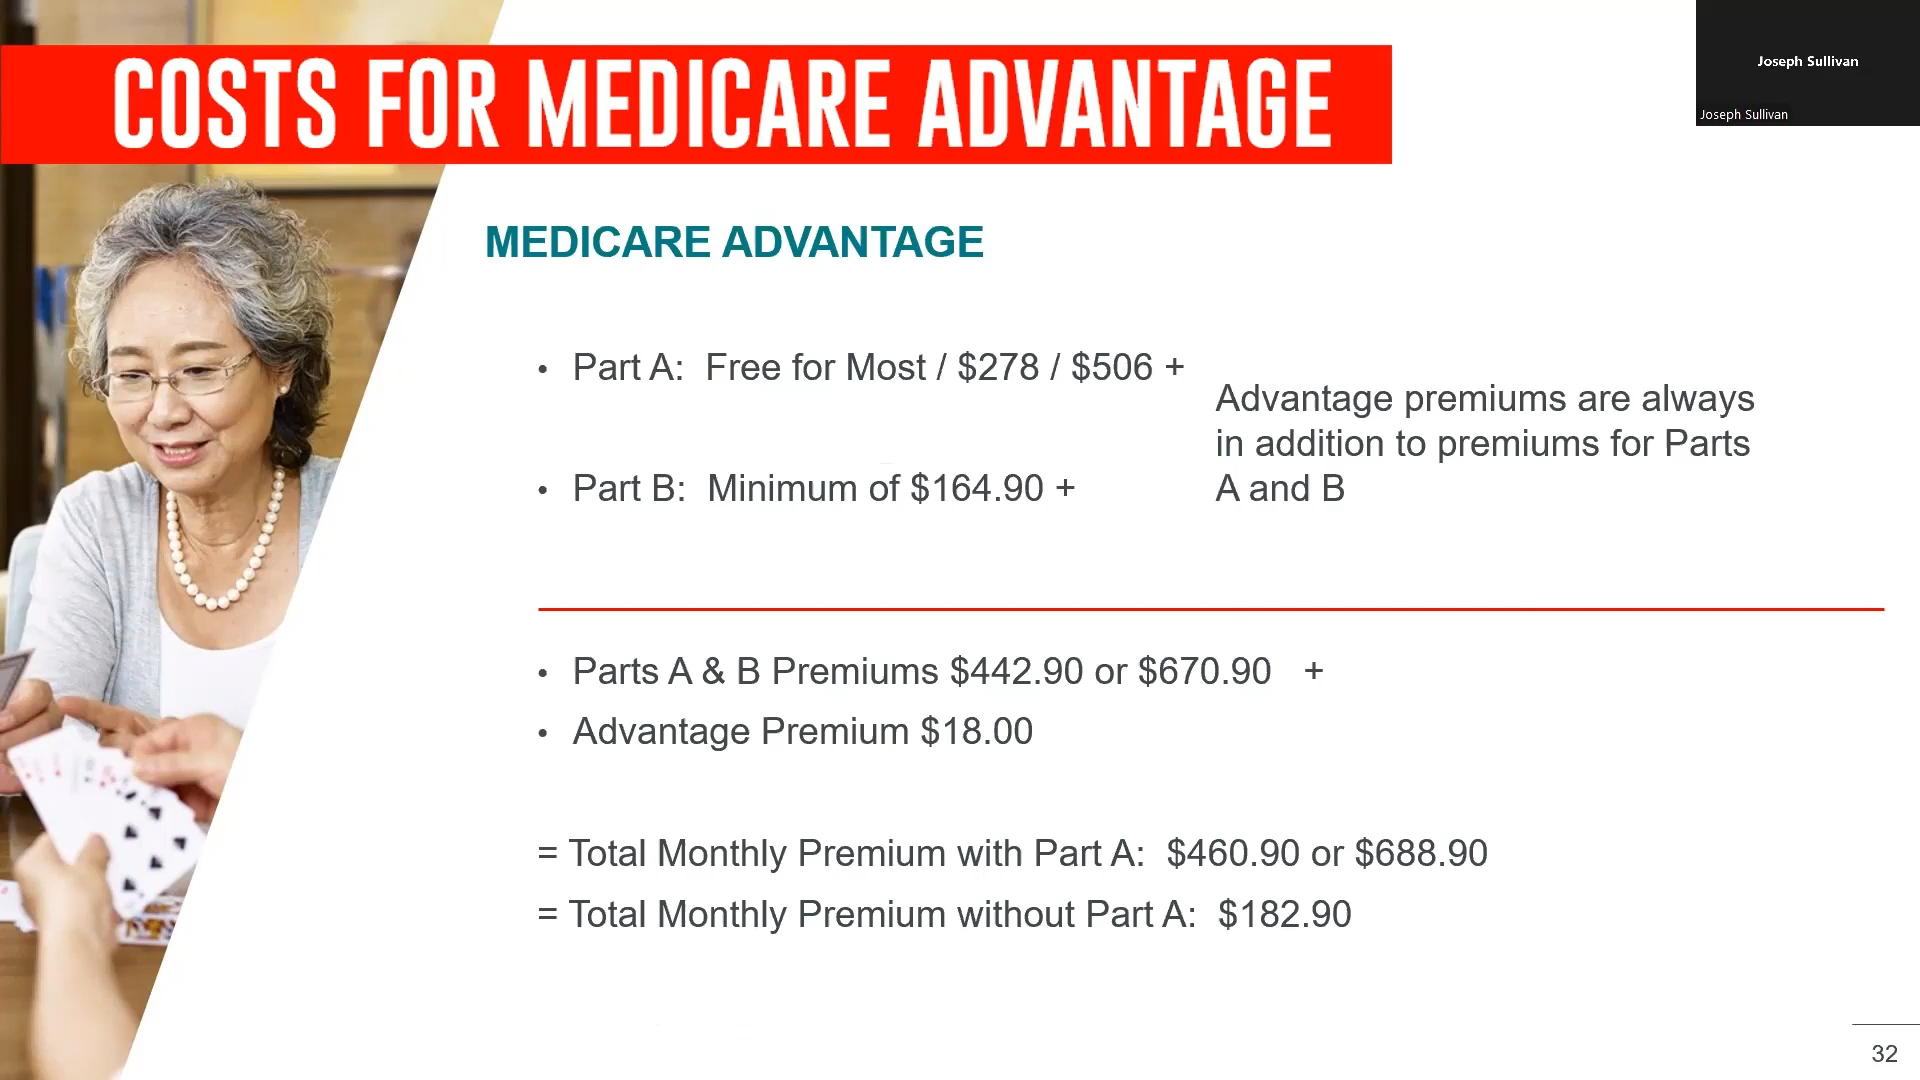 COSTS FOR MEDICARE ADVANTAGE
Joseph Sullivan
Joseph Sullivan
MEDICARE ADVANTAGE
• Part A: Free for Most / $278 / $506 +
• Part B: Minimum of $164.90 +
Advantage premiums are always
in addition to premiums for Parts
A and B
• Parts A & B Premiums $442.90 or $670.90 +
• Advantage Premium $18.00
= Total Monthly Premium with Part A: $460.90 or $688.90
= Total Monthly Premium without Part A: $182.90
32